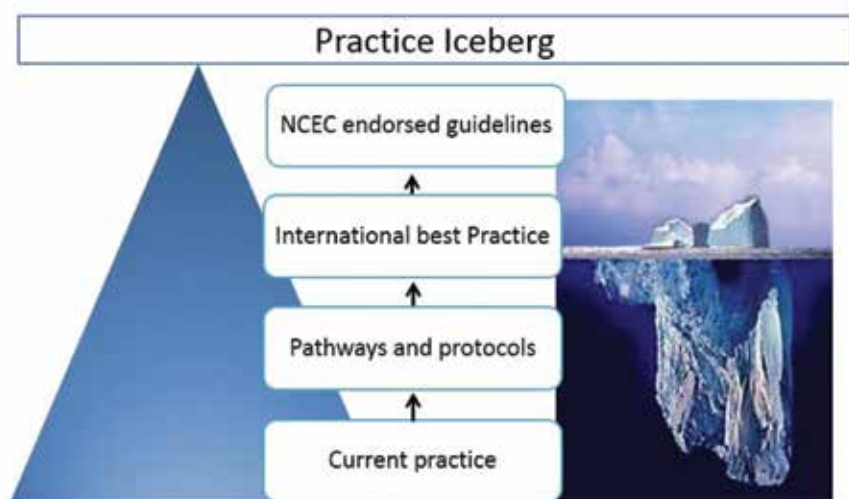 Practice Iceberg
NCEC endorsed guidelines
International best Practice
Pathways and protocols
Current practice